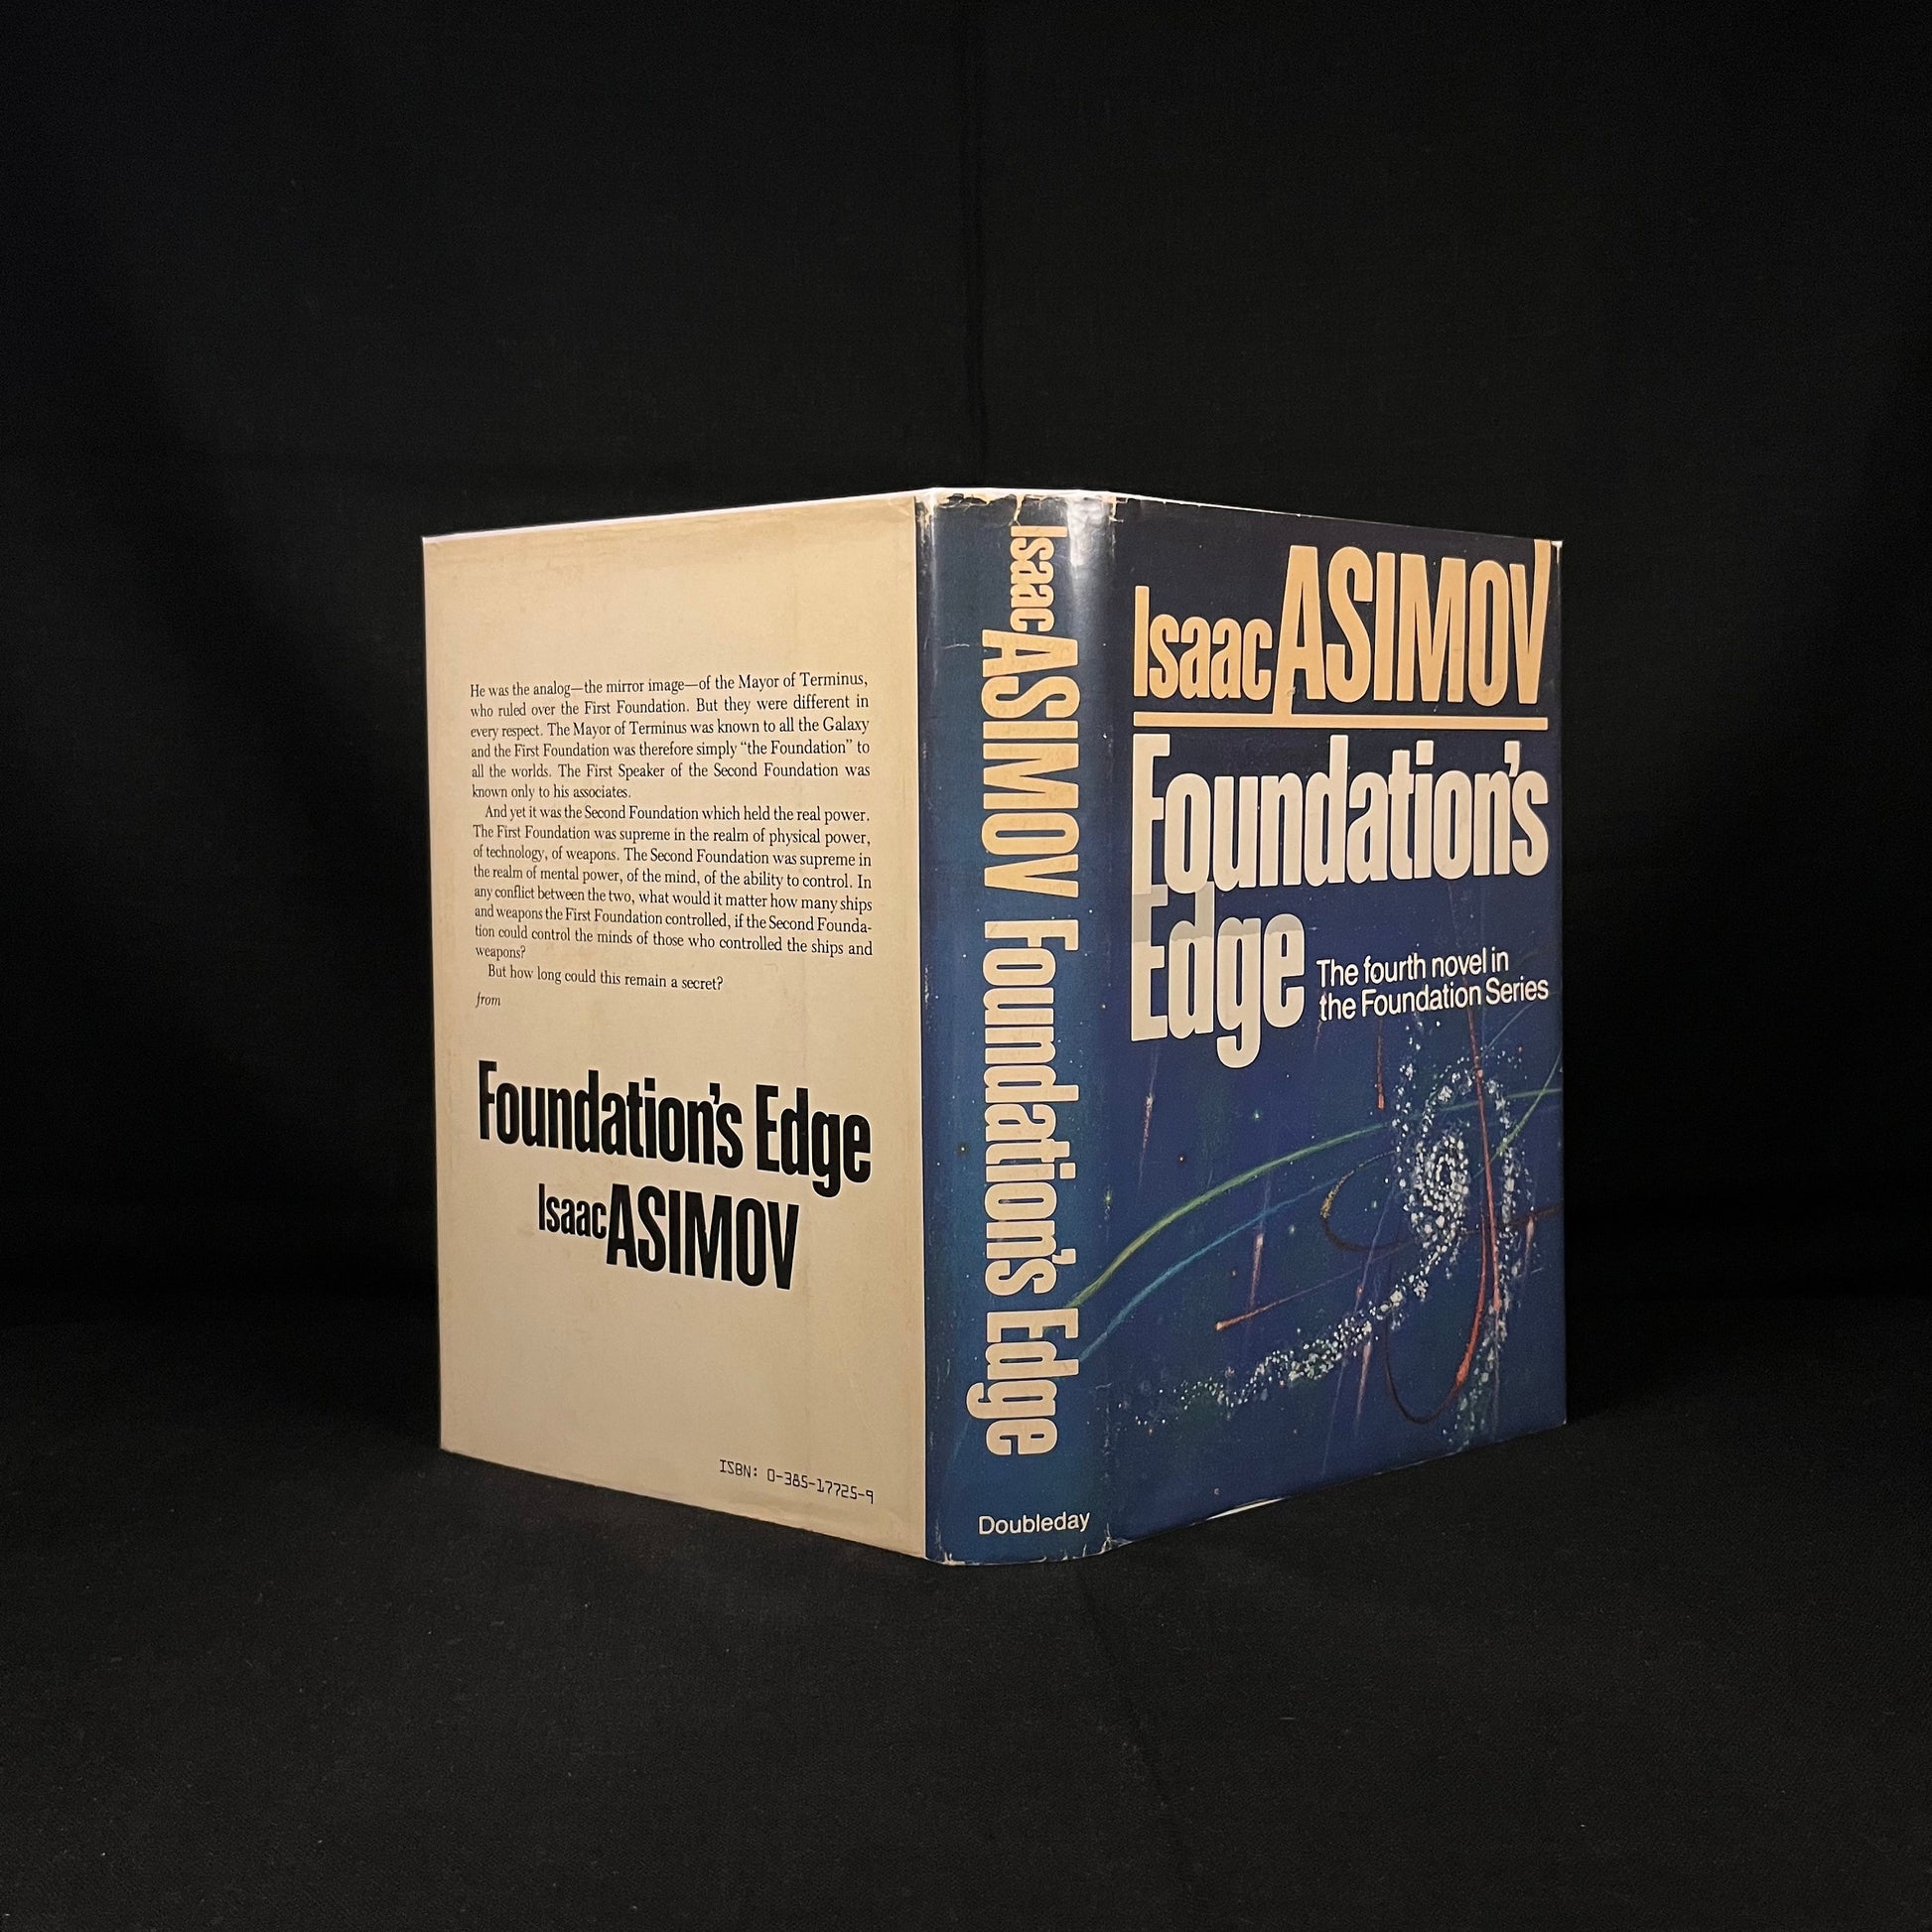 He was the analog—the mirror image—of the Mayor of Terminus,
who ruled over the First Foundation. But they were different in
every respect. The Mayor of Terminus was known to all the Galaxy
and the First Foundation was therefore simply “the Foundation” to
all the worlds. The First Speaker of the Second Foundation was
known only to his associates.
And yet it was the Second Foundation which held the real power.
The First Foundation was supreme in the realm of physical power,
of technology, of weapons. The Second Foundation was supreme in
the realm of mental power, of the mind, of the ability to control. In
any conflict between the two, what would it matter how many ships
and weapons the First Foundation controlled, if the Second Founda-
tion could control the minds of those who controlled the ships and
weapons?
But how long could this remain a secret?
from
Foundation's Edge
Isaac ASIMOV
ISBN: 0-385-17725-9
Isaac ASIMOV Foundation's Edge
Doubleday
Isaac ASIMOV
Foundation's
Edge
The fourth novel in
the Foundation Series